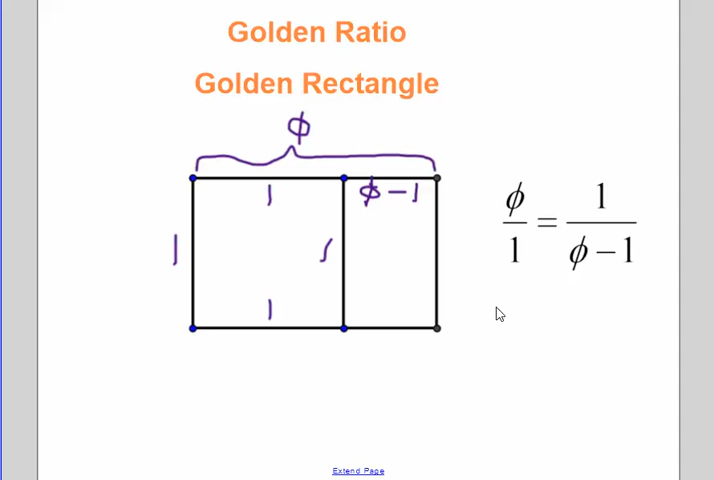 Golden Ratio
Golden Rectangle
ϕ
1 ϕ − 1
1 1
1
ϕ/1 = 1/(ϕ − 1)
Extend Page